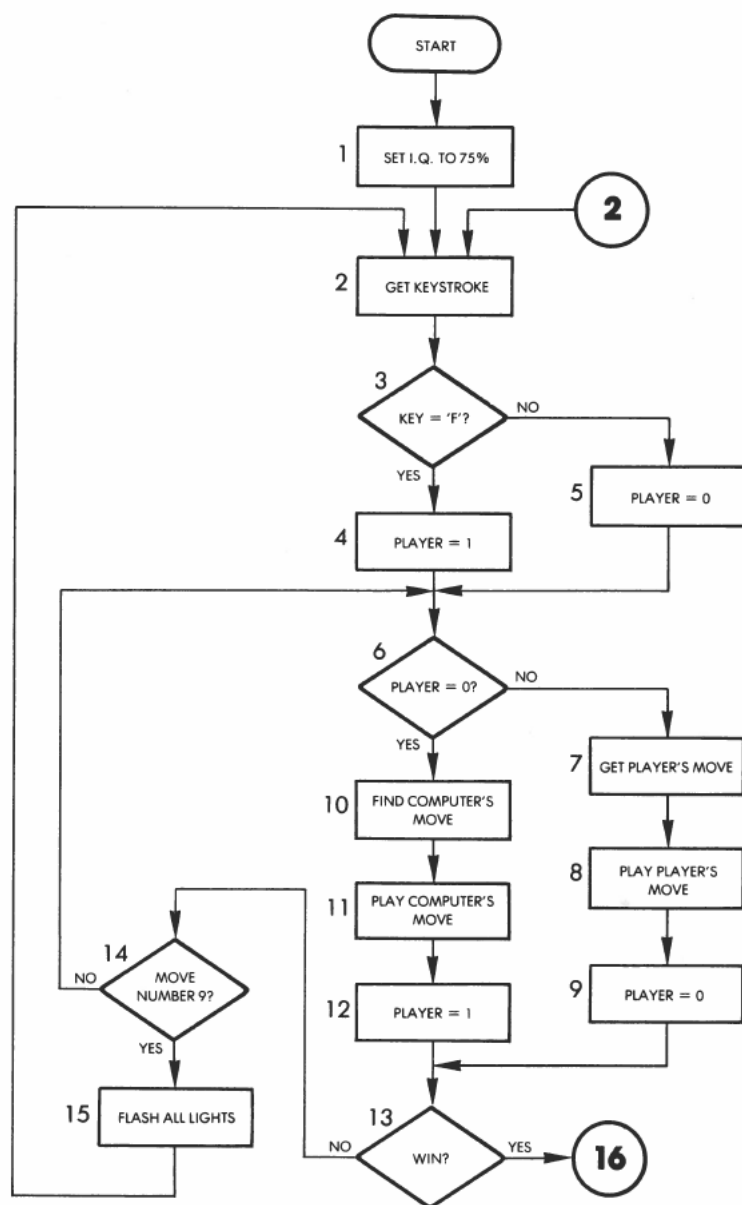 START
1
SET I.Q. TO 75%
2
2
GET KEYSTROKE
3
KEY = 'F'?
NO
YES
5
PLAYER = 0
4
PLAYER = 1
6
PLAYER = 0?
NO
YES
7
GET PLAYER'S MOVE
10
FIND COMPUTER'S
MOVE
8
PLAY PLAYER'S
MOVE
11
PLAY COMPUTER'S
MOVE
14
MOVE
NUMBER 9?
NO
YES
9
PLAYER = 0
12
PLAYER = 1
15
FLASH ALL LIGHTS
13
WIN?
NO
YES
16